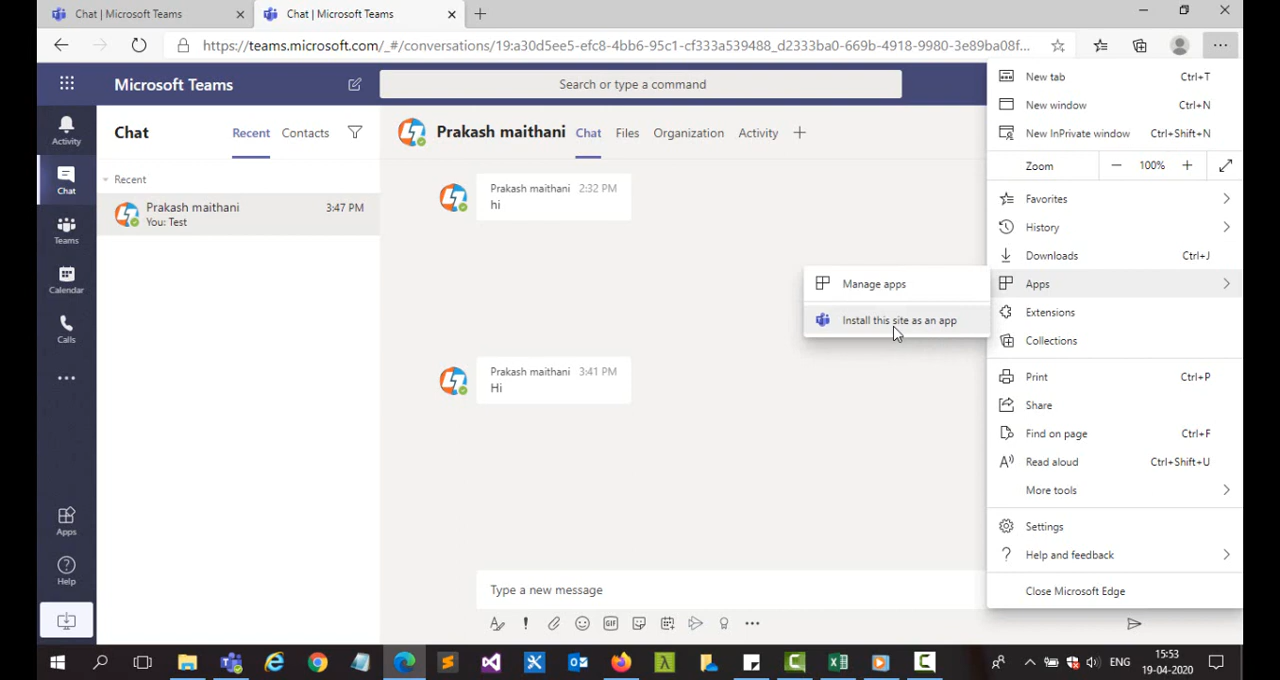 Chat | Microsoft Teams
Chat | Microsoft Teams
https://teams.microsoft.com/_#/conversations/19:a30d5ee5-efc8-4bb6-95c1-cf333a539488_d2333ba0-669b-4918-9980-3e89ba08f...
Microsoft Teams
Search or type a command
Activity
Chat
Teams
Calendar
Calls
Apps
Help
Chat
Recent
Contacts
Recent
Prakash maithani
3:47 PM
You: Test
Prakash maithani
Chat
Files
Organization
Activity
Prakash maithani 2:32 PM
hi
Prakash maithani 3:41 PM
Hi
Type a new message
GIF
Manage apps
Install this site as an app
New tab Ctrl+T
New window Ctrl+N
New InPrivate window Ctrl+Shift+N
Zoom 100%
Favorites
History
Downloads Ctrl+J
Apps
Extensions
Collections
Print Ctrl+P
Share
Find on page Ctrl+F
Read aloud Ctrl+Shift+U
More tools
Settings
Help and feedback
Close Microsoft Edge
ENG
15:53
19-04-2020